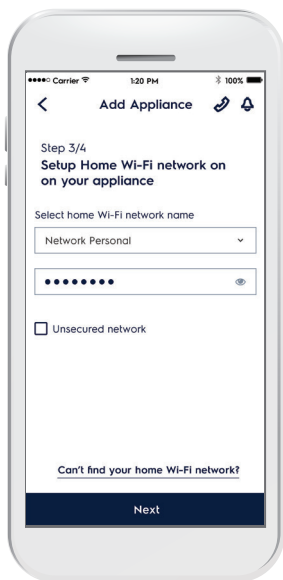 Carrier 1:20 PM 100%
Add Appliance
Step 3/4
Setup Home Wi-Fi network on
on your appliance
Select home Wi-Fi network name
Network Personal
••••••••
Unsecured network
Can't find your home Wi-Fi network?
Next